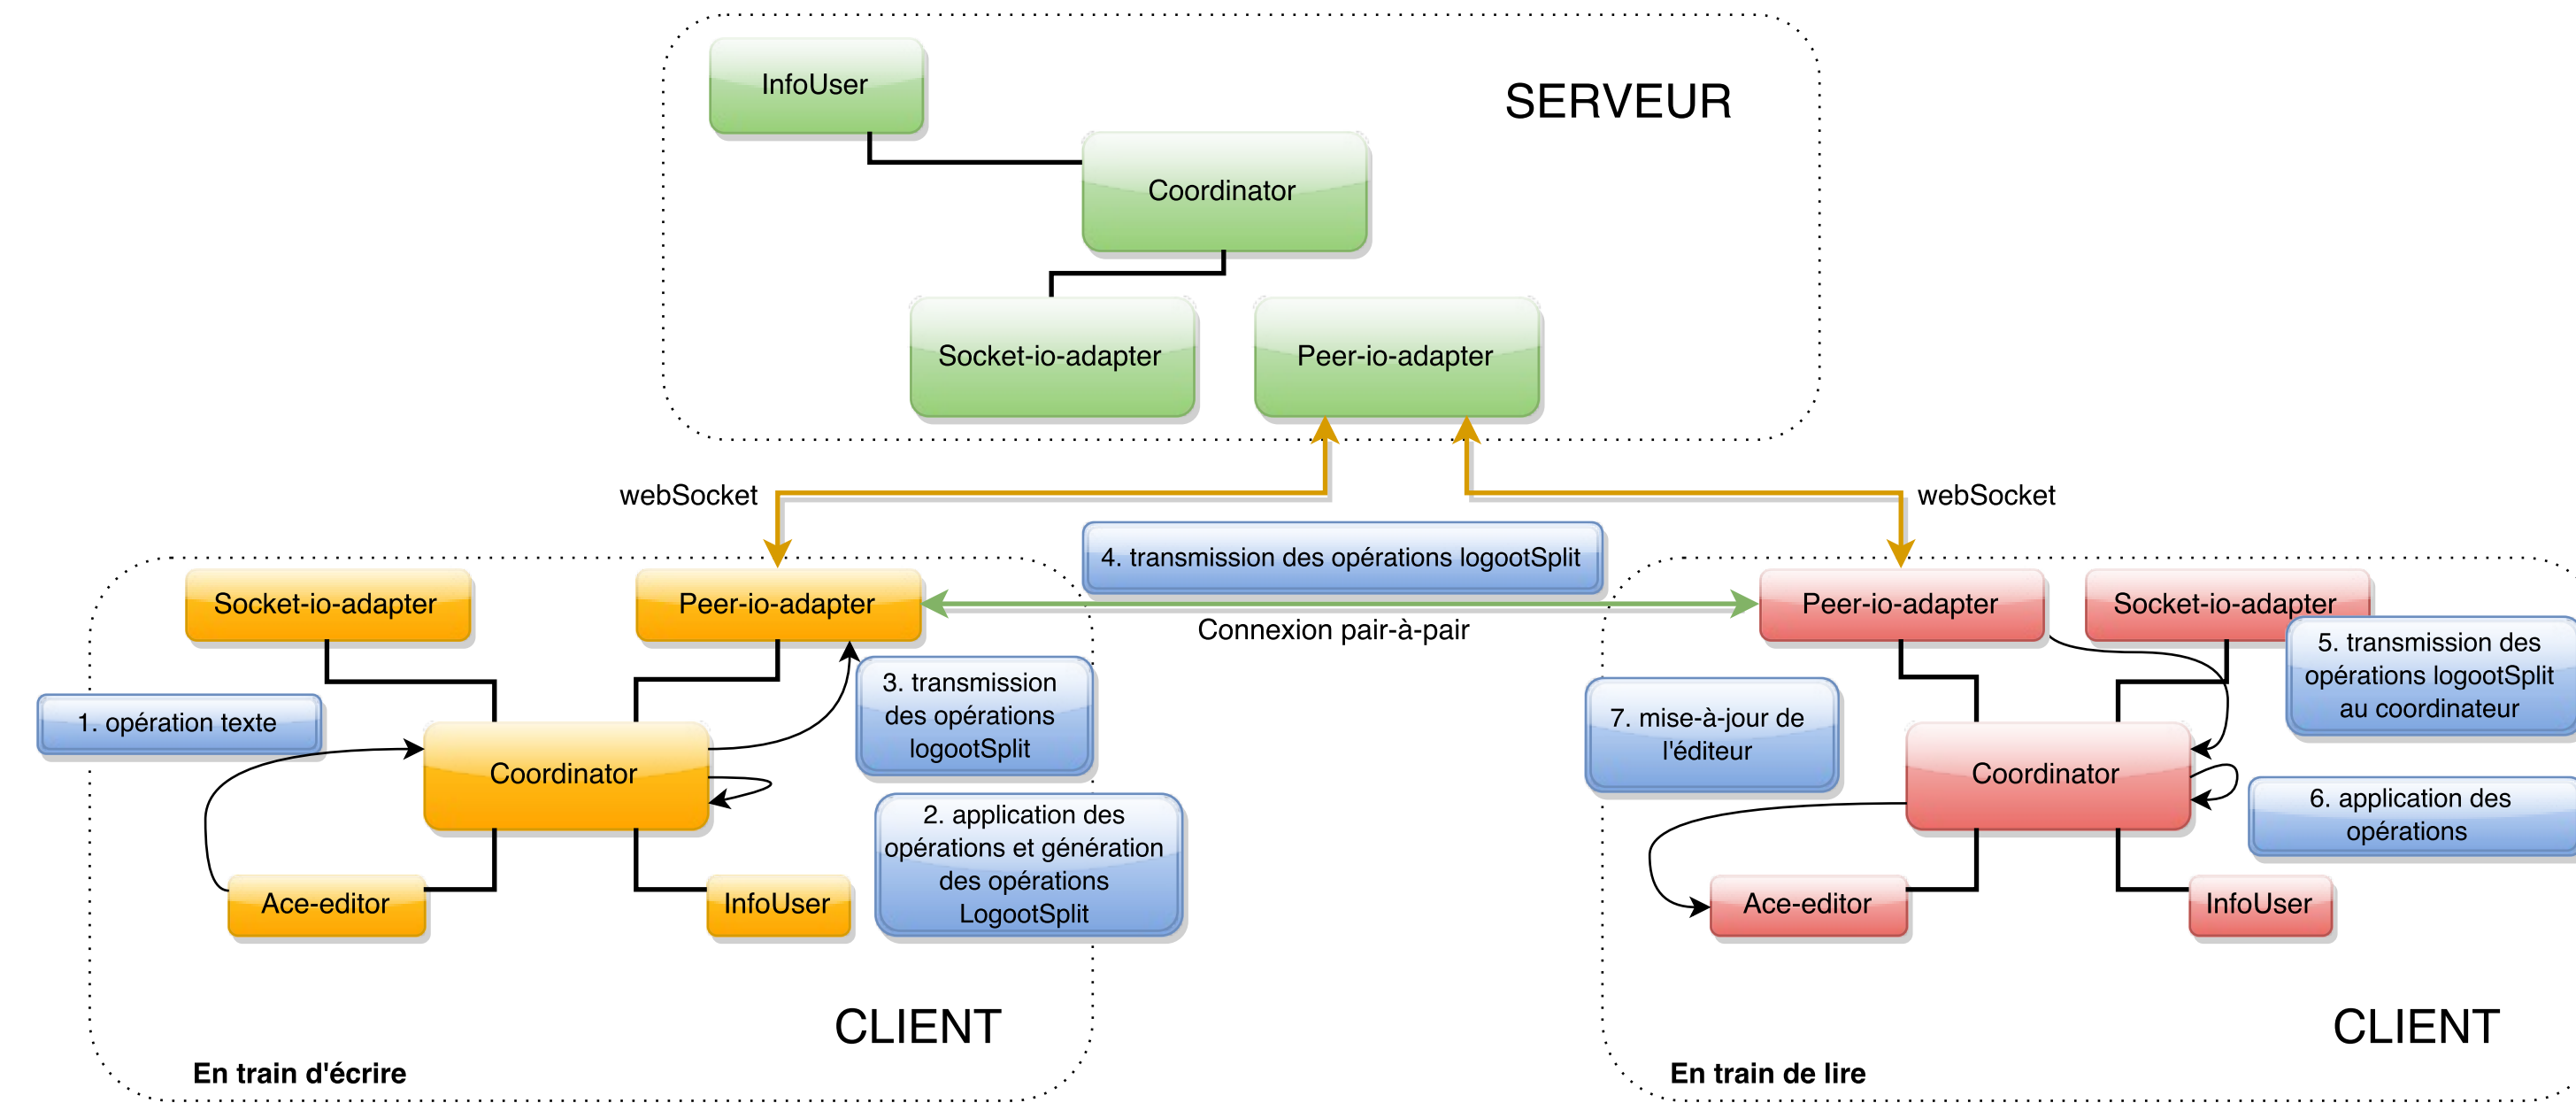 InfoUser
SERVEUR
Coordinator
Socket-io-adapter
Peer-io-adapter
webSocket
webSocket
4. transmission des opérations logootSplit
Connexion pair-à-pair
Socket-io-adapter
Peer-io-adapter
1. opération texte
3. transmission
des opérations
logootSplit
Coordinator
2. application des
opérations et génération
des opérations
LogootSplit
Ace-editor
InfoUser
CLIENT
En train d'écrire
Peer-io-adapter
Socket-io-adapter
5. transmission des
opérations logootSplit
au coordinateur
7. mise-à-jour de
l'éditeur
Coordinator
6. application des
opérations
Ace-editor
InfoUser
CLIENT
En train de lire